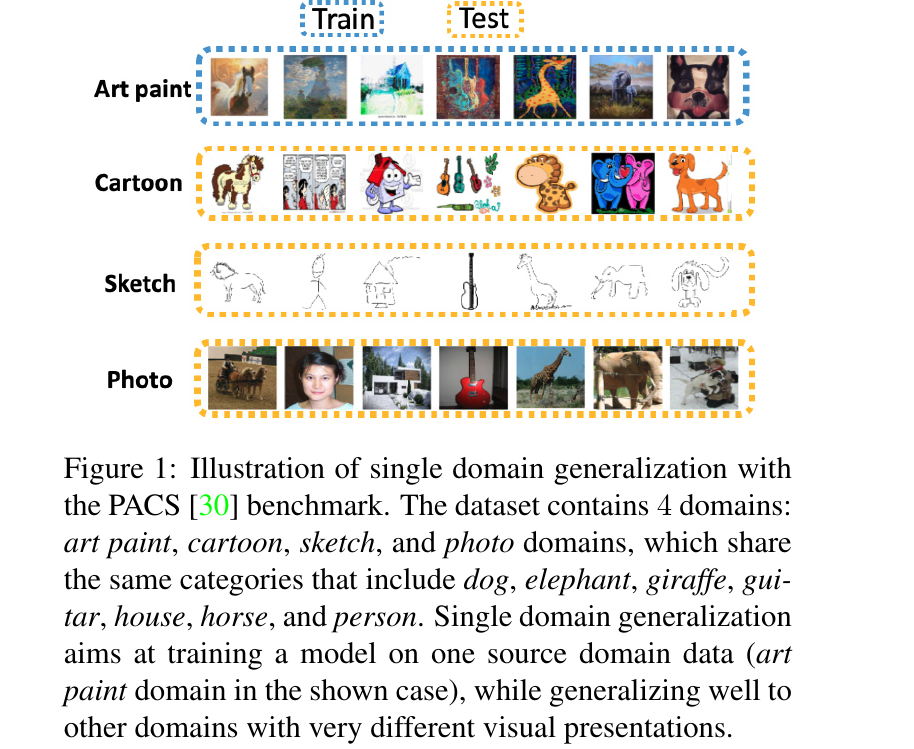 Train Test
Art paint
Cartoon
Sketch
Photo
Figure 1: Illustration of single domain generalization with
the PACS [30] benchmark. The dataset contains 4 domains:
art paint, cartoon, sketch, and photo domains, which share
the same categories that include dog, elephant, giraffe, gui-
tar, house, horse, and person. Single domain generalization
aims at training a model on one source domain data (art
paint domain in the shown case), while generalizing well to
other domains with very different visual presentations.